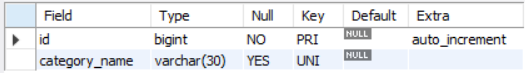 Field Type Null Key Default Extra
id bigint NO PRI NULL auto_increment
category_name varchar(30) YES UNI NULL